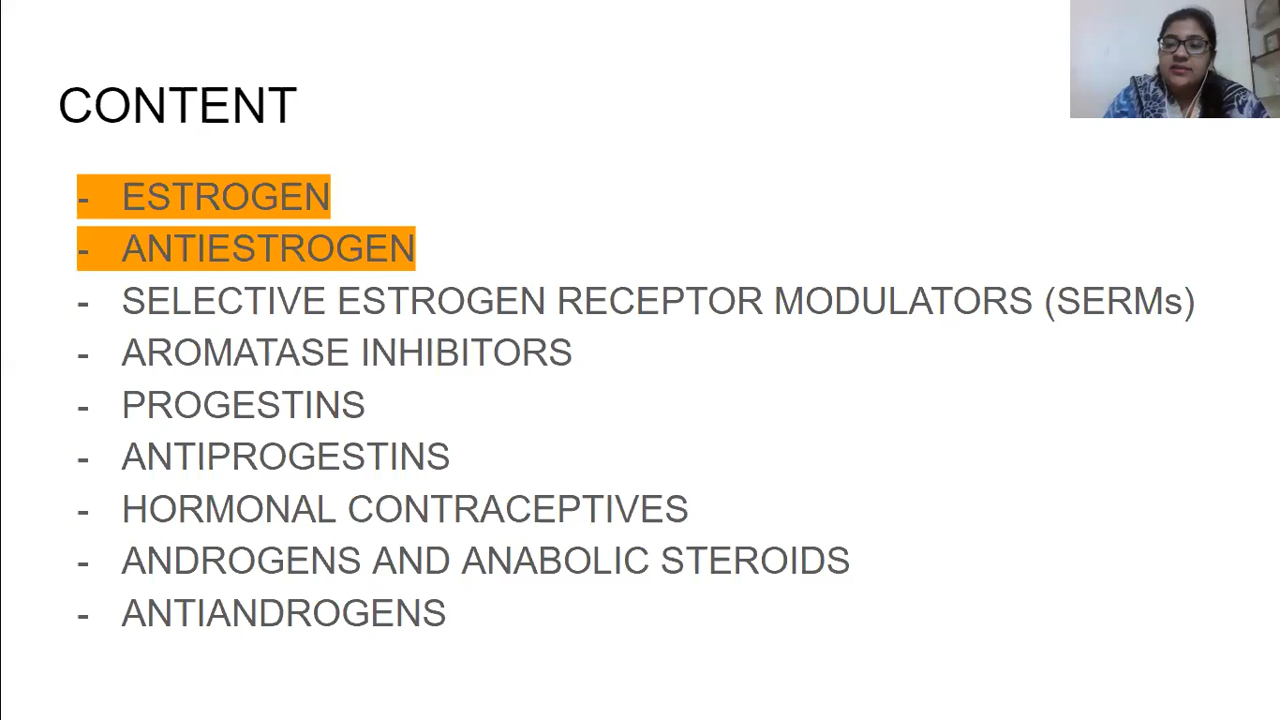 CONTENT
- ESTROGEN
- ANTIESTROGEN
- SELECTIVE ESTROGEN RECEPTOR MODULATORS (SERMs)
- AROMATASE INHIBITORS
- PROGESTINS
- ANTIPROGESTINS
- HORMONAL CONTRACEPTIVES
- ANDROGENS AND ANABOLIC STEROIDS
- ANTIANDROGENS